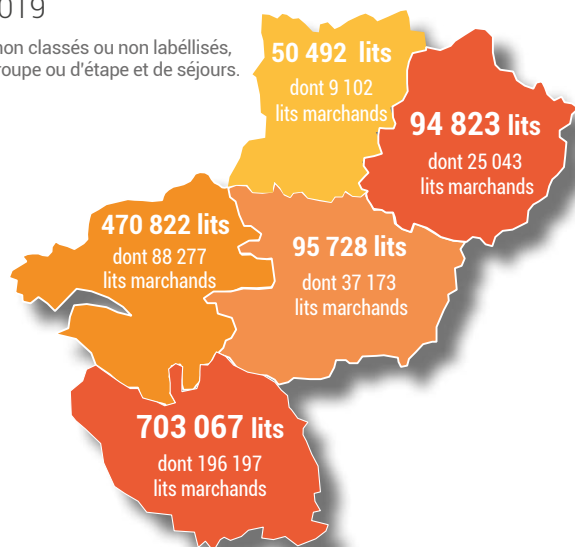 2019
non classés ou non labéllisés,
roupe ou d'étape et de séjours.
50 492 lits
dont 9 102
lits marchands
94 823 lits
dont 25 043
lits marchands
470 822 lits
dont 88 277
lits marchands
95 728 lits
dont 37 173
lits marchands
703 067 lits
dont 196 197
lits marchands